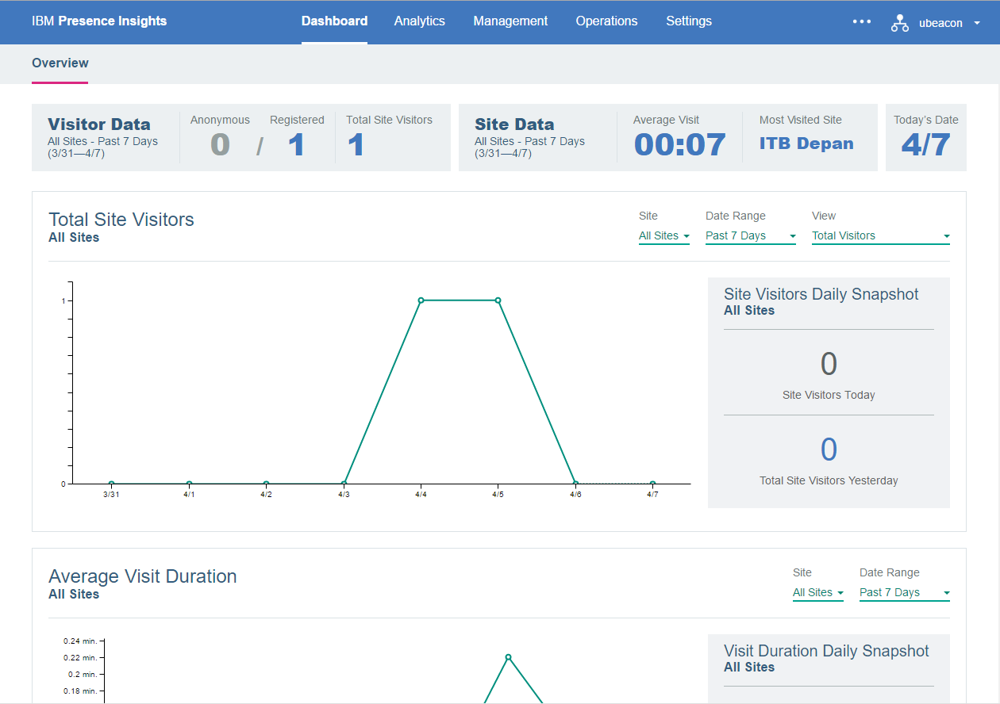 IBM Presence Insights
Dashboard Analytics Management Operations Settings
ubeacon
Overview
Visitor Data
All Sites - Past 7 Days
(3/31—4/7)
Anonymous Registered
0 / 1
Total Site Visitors
1
Site Data
All Sites - Past 7 Days
(3/31—4/7)
Average Visit
00:07
Most Visited Site
ITB Depan
Today's Date
4/7
Total Site Visitors
All Sites
Site
All Sites
Date Range
Past 7 Days
View
Total Visitors
1
0
3/31 4/1 4/2 4/3 4/4 4/5 4/6 4/7
Site Visitors Daily Snapshot
All Sites
0
Site Visitors Today
0
Total Site Visitors Yesterday
Average Visit Duration
All Sites
Site
All Sites
Date Range
Past 7 Days
0.24 min.
0.22 min.
0.2 min.
0.18 min.
Visit Duration Daily Snapshot
All Sites